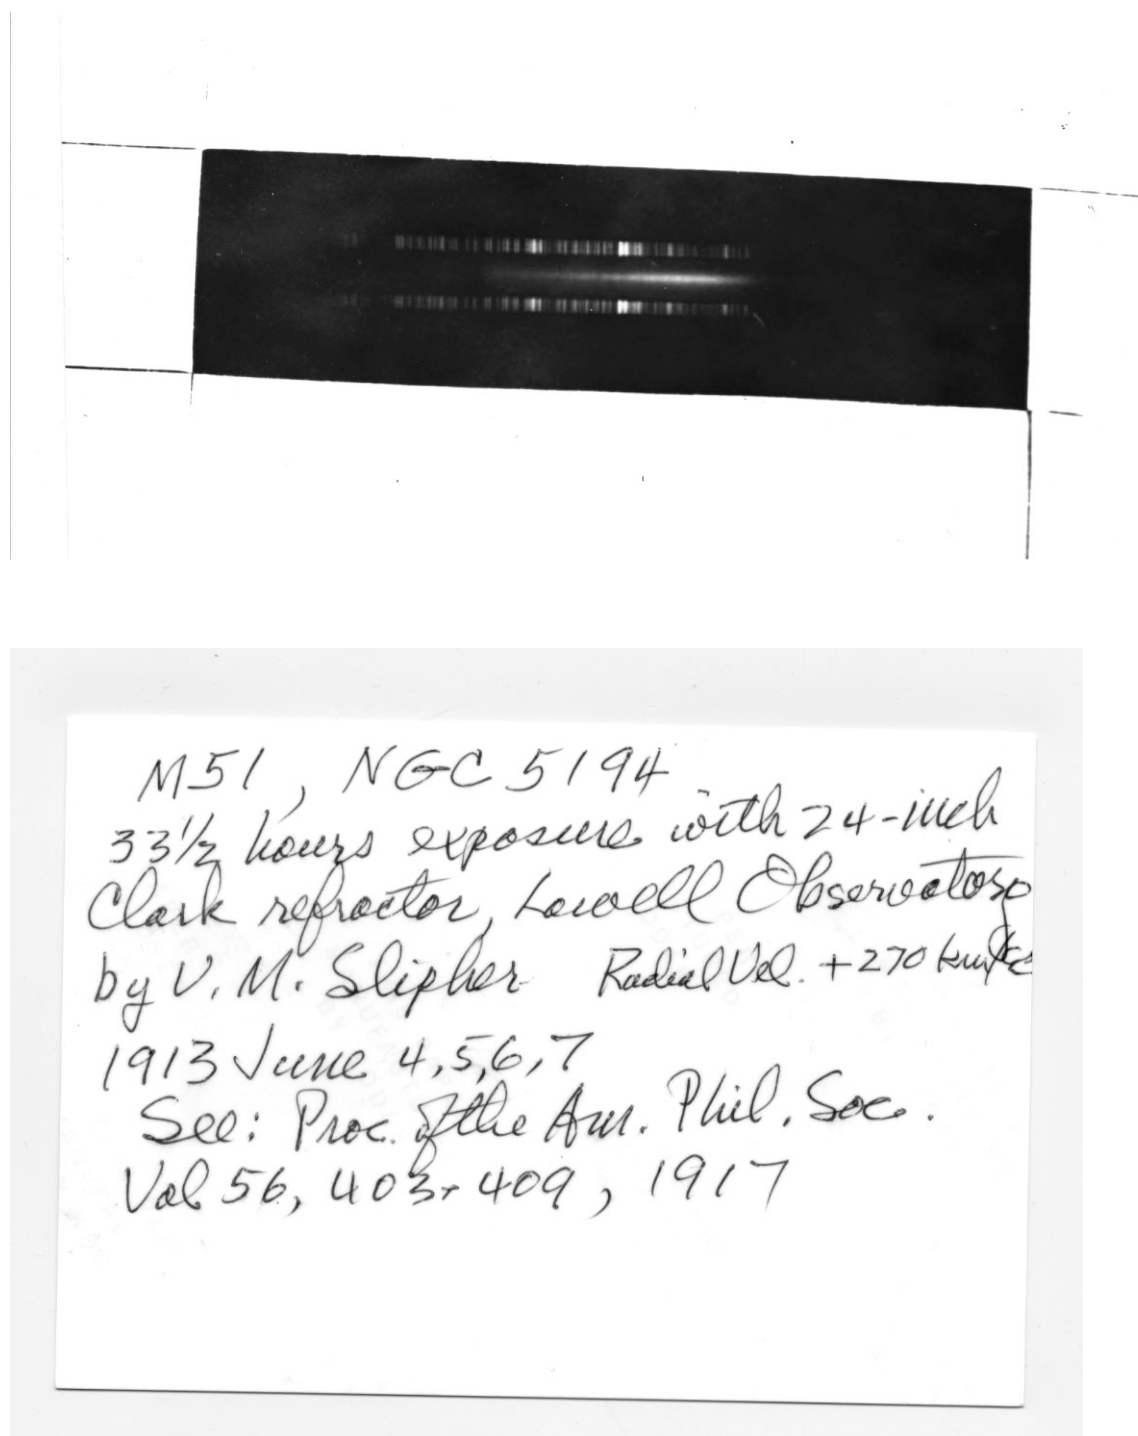 M51, NGC 5194
33½ hours exposure with 24-inch
Clark refractor, Lowell Observatory
by V. M. Slipher Radial Vel. +270 km/sec
1913 June 4,5,6,7
See: Proc. of the Am. Phil. Soc.
Vol 56, 403-409, 1917